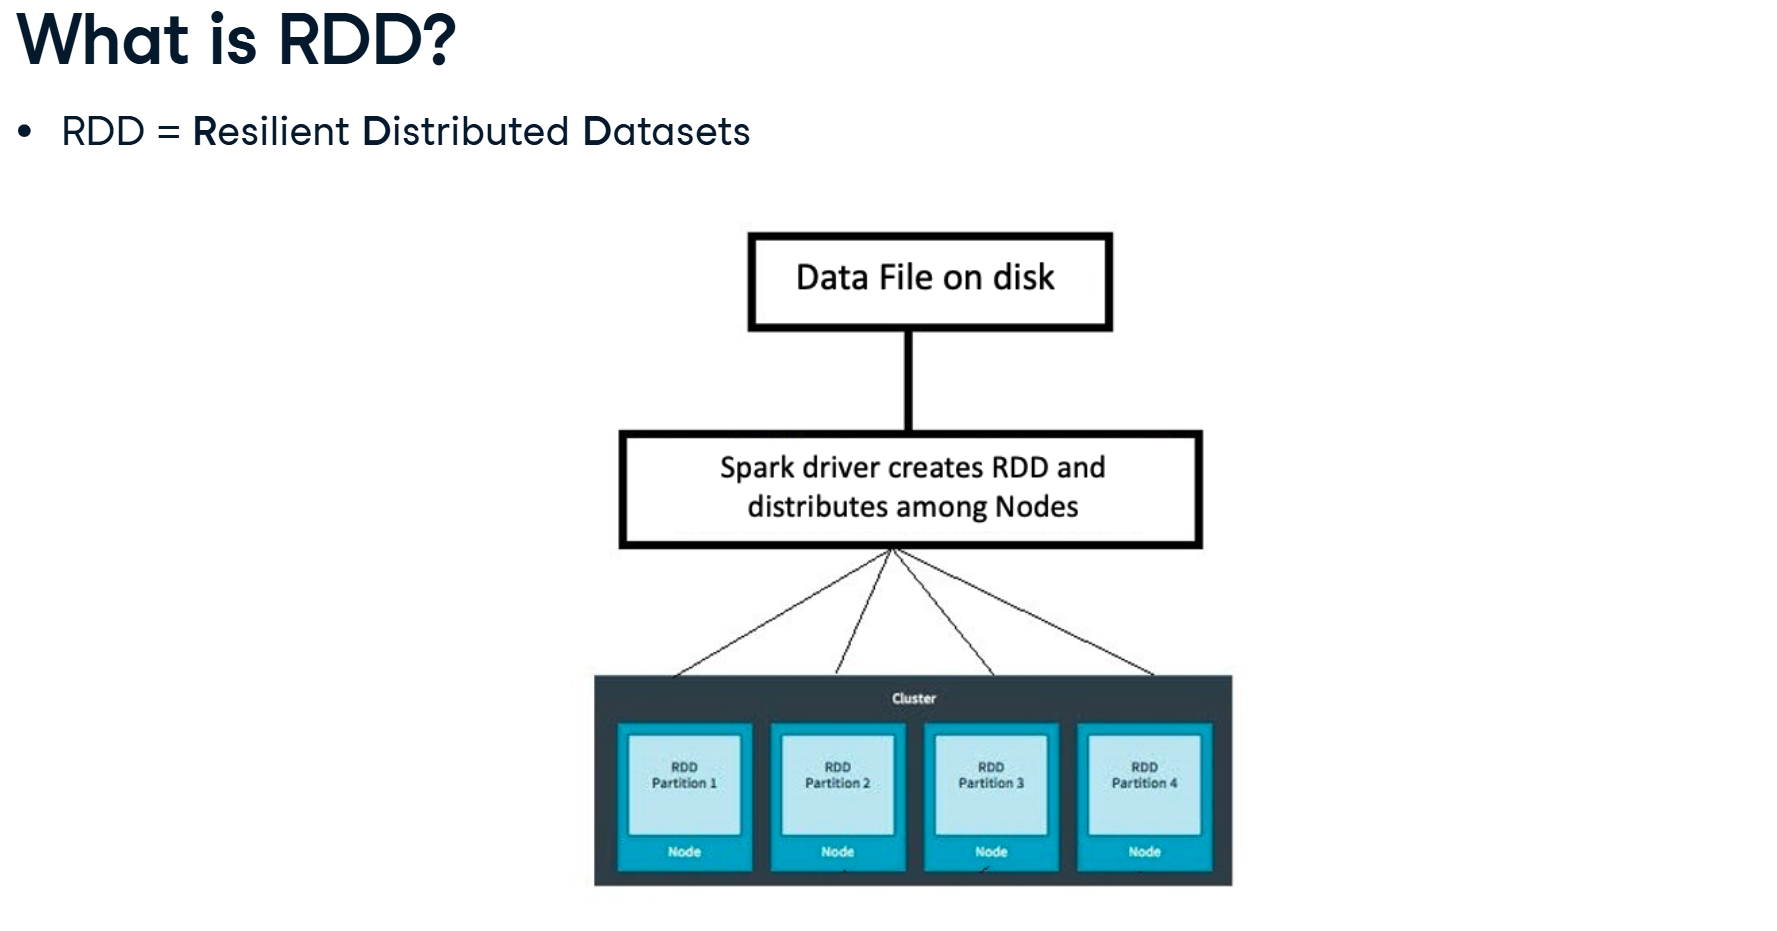 What is RDD?
• RDD = Resilient Distributed Datasets
Data File on disk
Spark driver creates RDD and
distributes among Nodes
Cluster
RDD
Partition 1
Node
RDD
Partition 2
Node
RDD
Partition 3
Node
RDD
Partition 4
Node